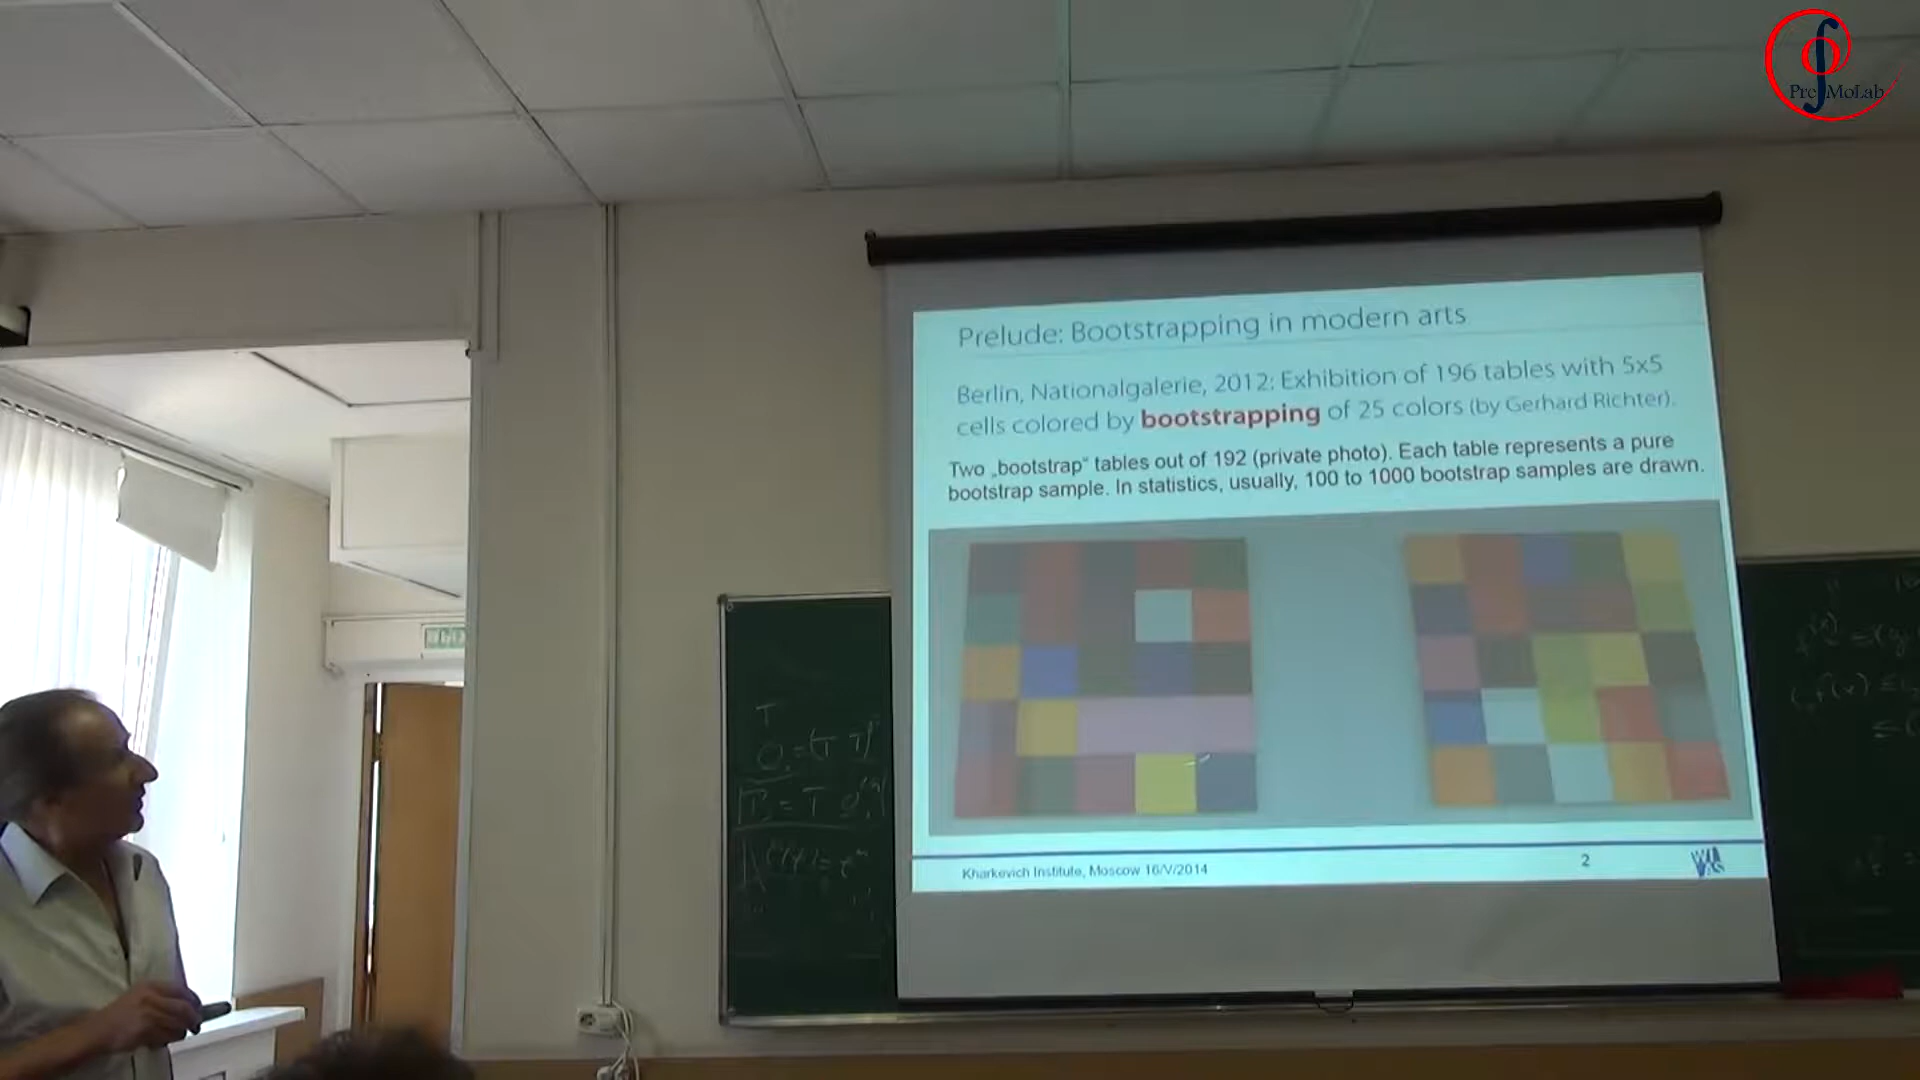 PreMoLab
Prelude: Bootstrapping in modern arts
Berlin, Nationalgalerie, 2012: Exhibition of 196 tables with 5x5
cells colored by bootstrapping of 25 colors (by Gerhard Richter).
Two „bootstrap“ tables out of 192 (private photo). Each table represents a pure
bootstrap sample. In statistics, usually, 100 to 1000 bootstrap samples are drawn.
Kharkevich Institute, Moscow 16/V/2014
2